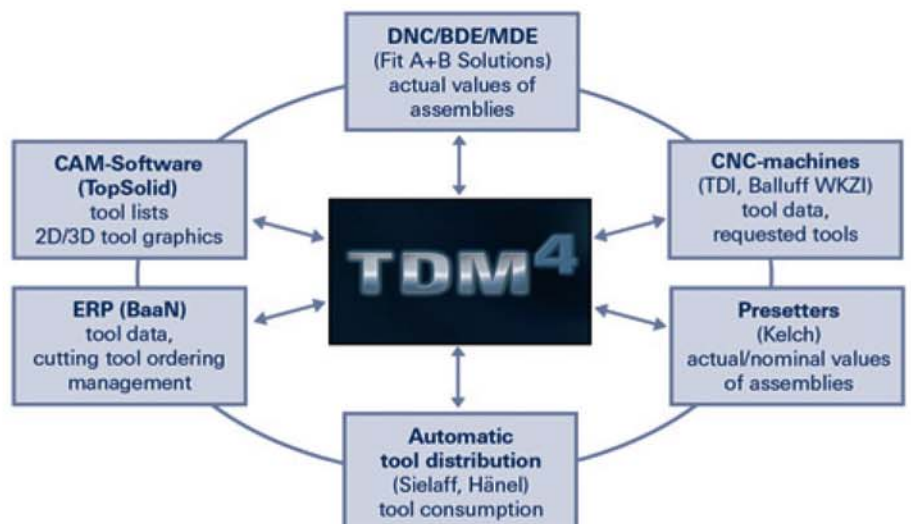 DNC/BDE/MDE
(Fit A+B Solutions)
actual values of
assemblies
CAM-Software
(TopSolid)
tool lists
2D/3D tool graphics
CNC-machines
(TDI, Balluff WKZI)
tool data,
requested tools
TDM4
ERP (BaaN)
tool data,
cutting tool ordering
management
Presetters
(Kelch)
actual/nominal values
of assemblies
Automatic
tool distribution
(Sielaff, Hänel)
tool consumption